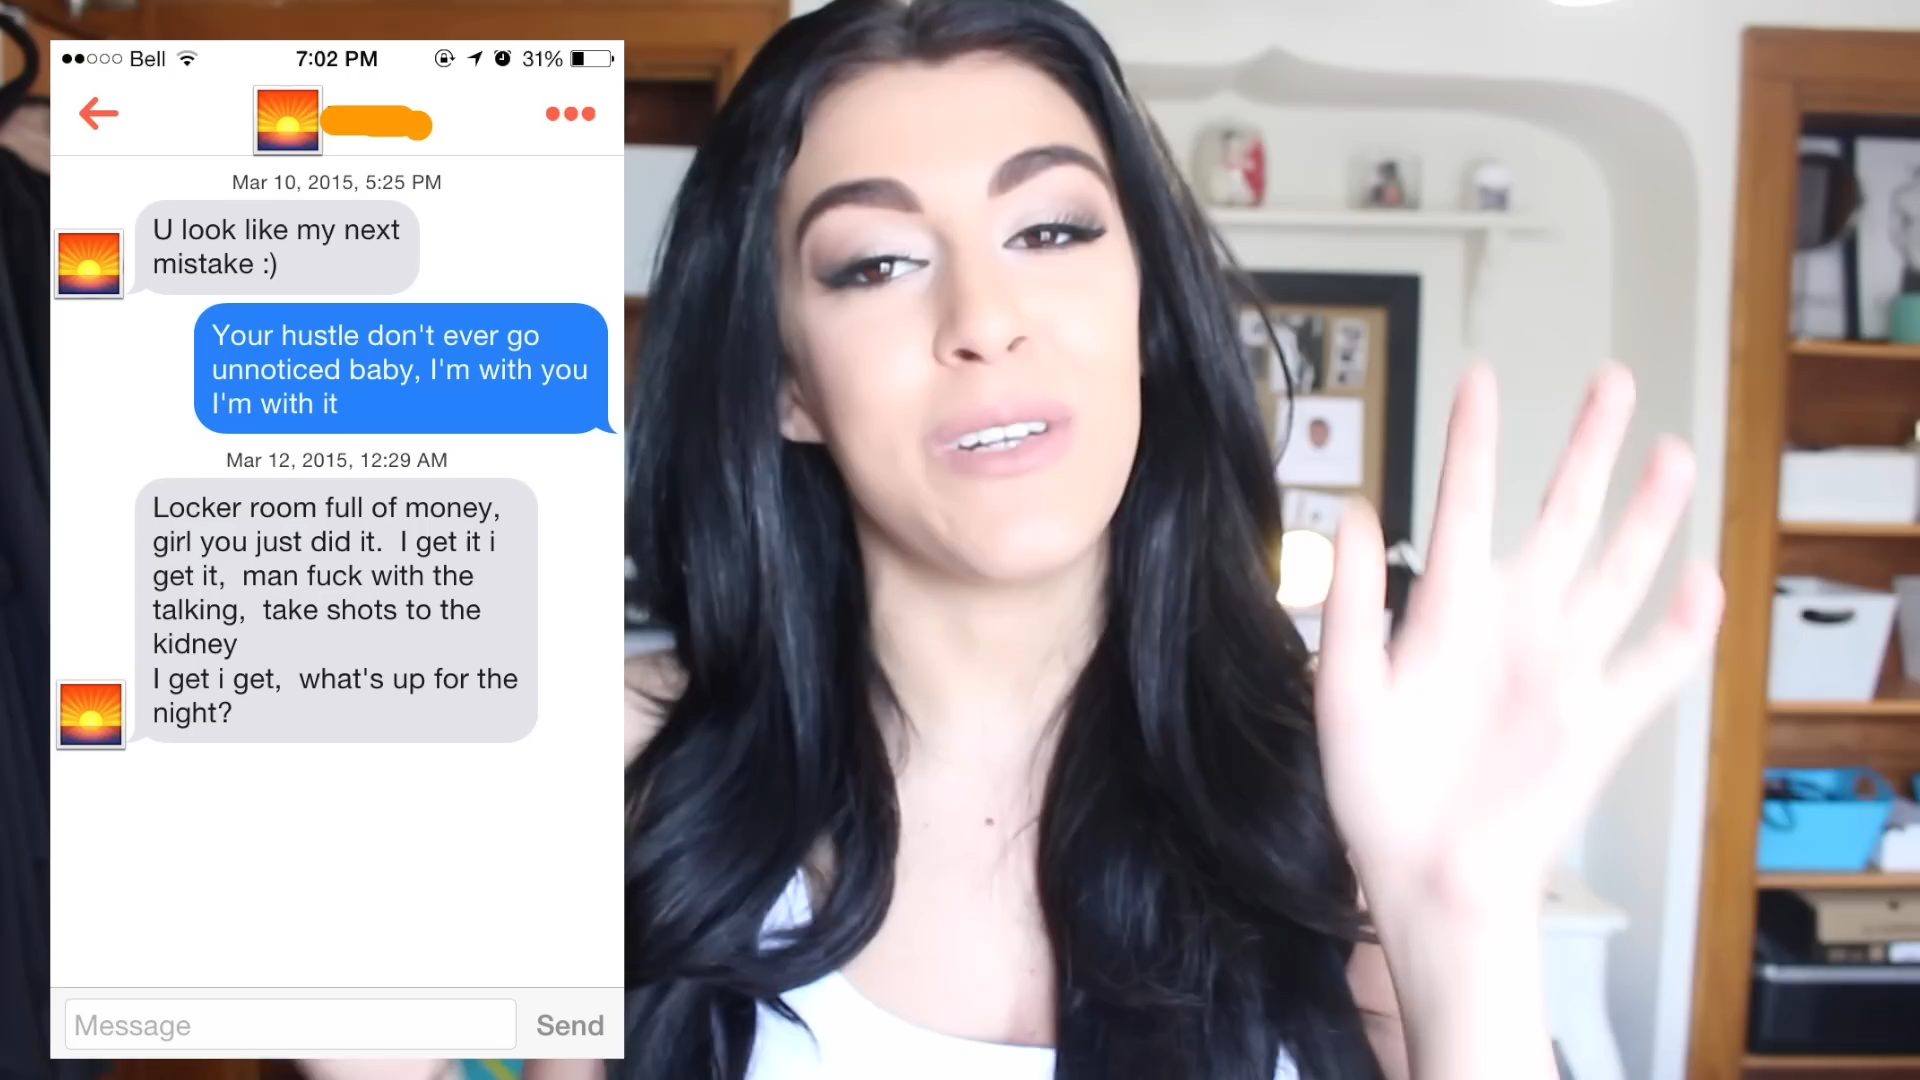 Bell 7:02 PM 31%
Mar 10, 2015, 5:25 PM
U look like my next
mistake :)
Your hustle don't ever go
unnoticed baby, I'm with you
I'm with it
Mar 12, 2015, 12:29 AM
Locker room full of money,
girl you just did it.  I get it i
get it,  man fuck with the
talking,  take shots to the
kidney
I get i get,  what's up for the
night?
Message Send